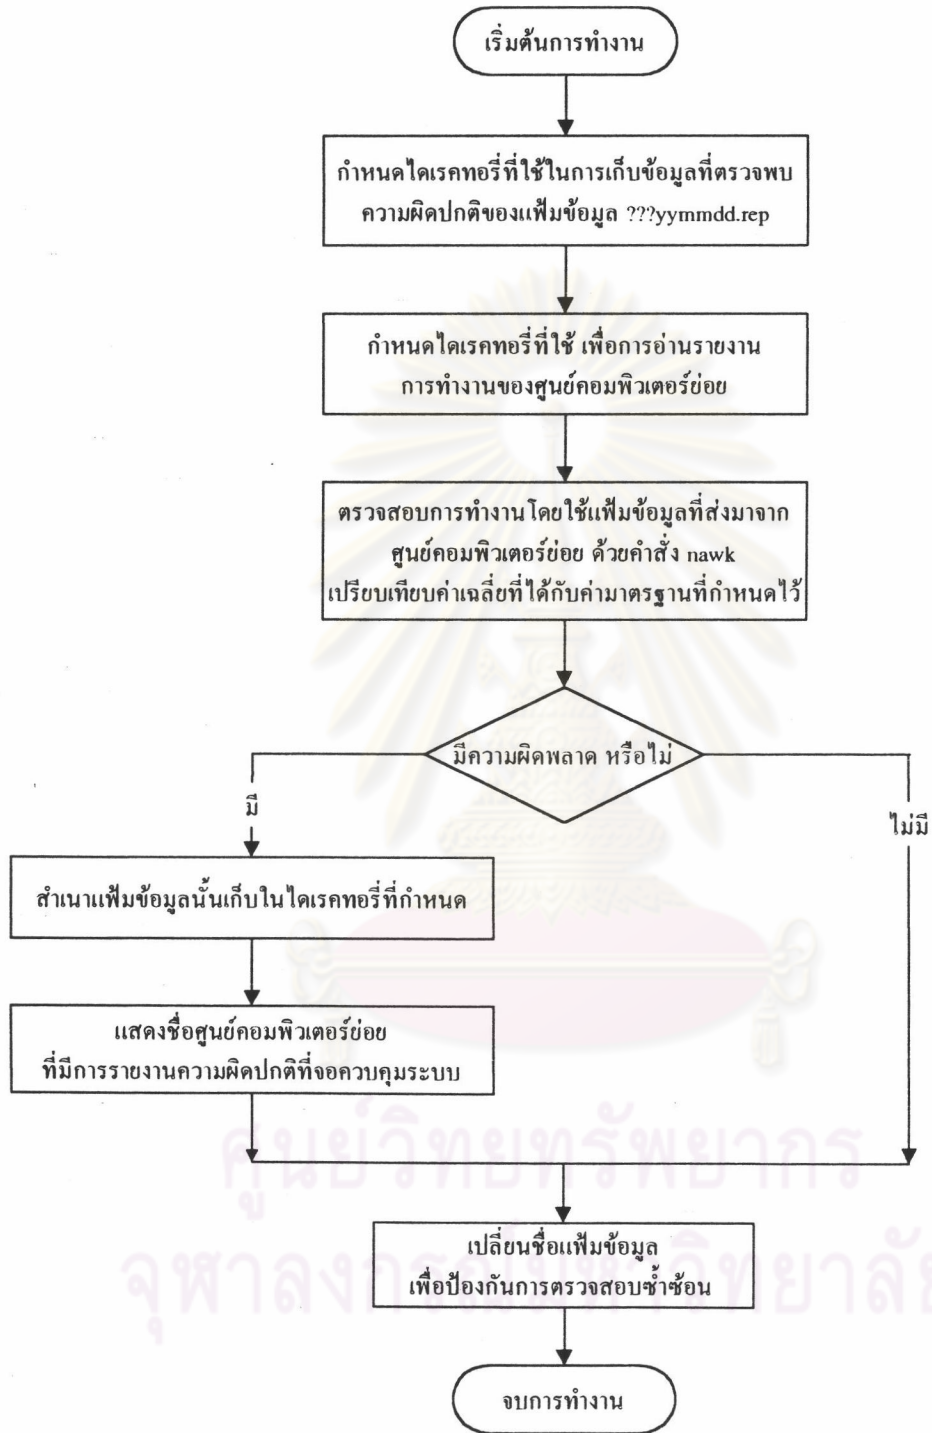 เริ่มต้นการทำงาน
กำหนดไดเรคทอรี่ที่ใช้ในการเก็บข้อมูลที่ตรวจพบ
ความผิดปกติของแฟ้มข้อมูล ???yymmdd.rep
กำหนดไดเรคทอรี่ที่ใช้ เพื่อการอ่านรายงาน
การทำงานของศูนย์คอมพิวเตอร์ย่อย
ตรวจสอบการทำงานโดยใช้แฟ้มข้อมูลที่ส่งมาจาก
ศูนย์คอมพิวเตอร์ย่อย ด้วยคำสั่ง nawk
เปรียบเทียบค่าเฉลี่ยที่ได้กับค่ามาตรฐานที่กำหนดไว้
มีความผิดพลาด หรือไม่
มี
ไม่มี
สำเนาแฟ้มข้อมูลนั้นเก็บในไดเรคทอรี่ที่กำหนด
แสดงชื่อศูนย์คอมพิวเตอร์ย่อย
ที่มีการรายงานความผิดปกติที่จอควบคุมระบบ
ศูนย์วิทยทรัพยากร
เปลี่ยนชื่อแฟ้มข้อมูล
เพื่อป้องกันการตรวจสอบซ้ำซ้อน
จุฬาลงกรณ์มหาวิทยาลัย
จบการทำงาน